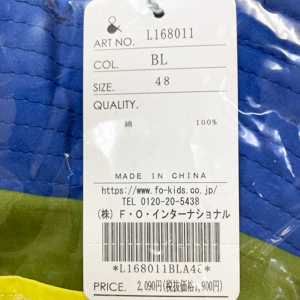 &
ART NO. L168011
COL. BL
SIZE. 48
QUALITY.
綿 100%
MADE IN CHINA
https://www.fo-kids.co.jp/
TEL 0120-20-5438
(株) F・O・インターナショナル
*L168011BLA48*
PRICE. 2,090円(税抜価格1,900円)